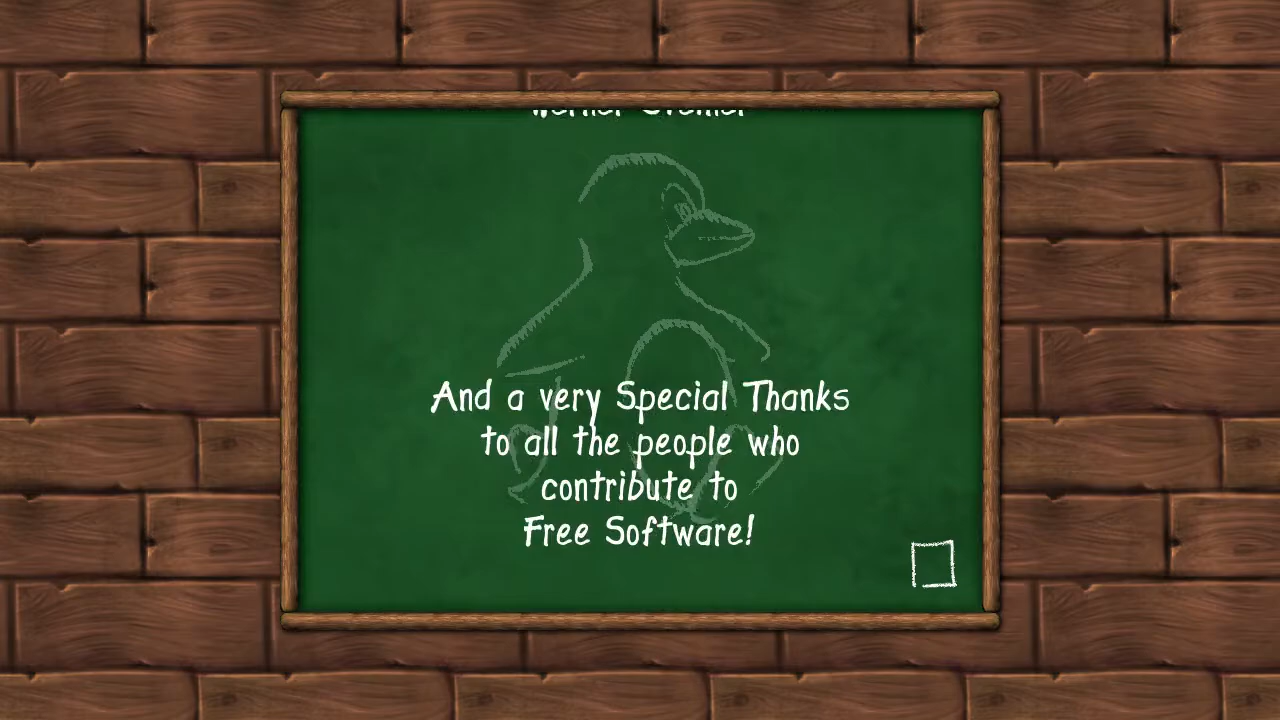 And a very Special Thanks
to all the people who
contribute to
Free Software!